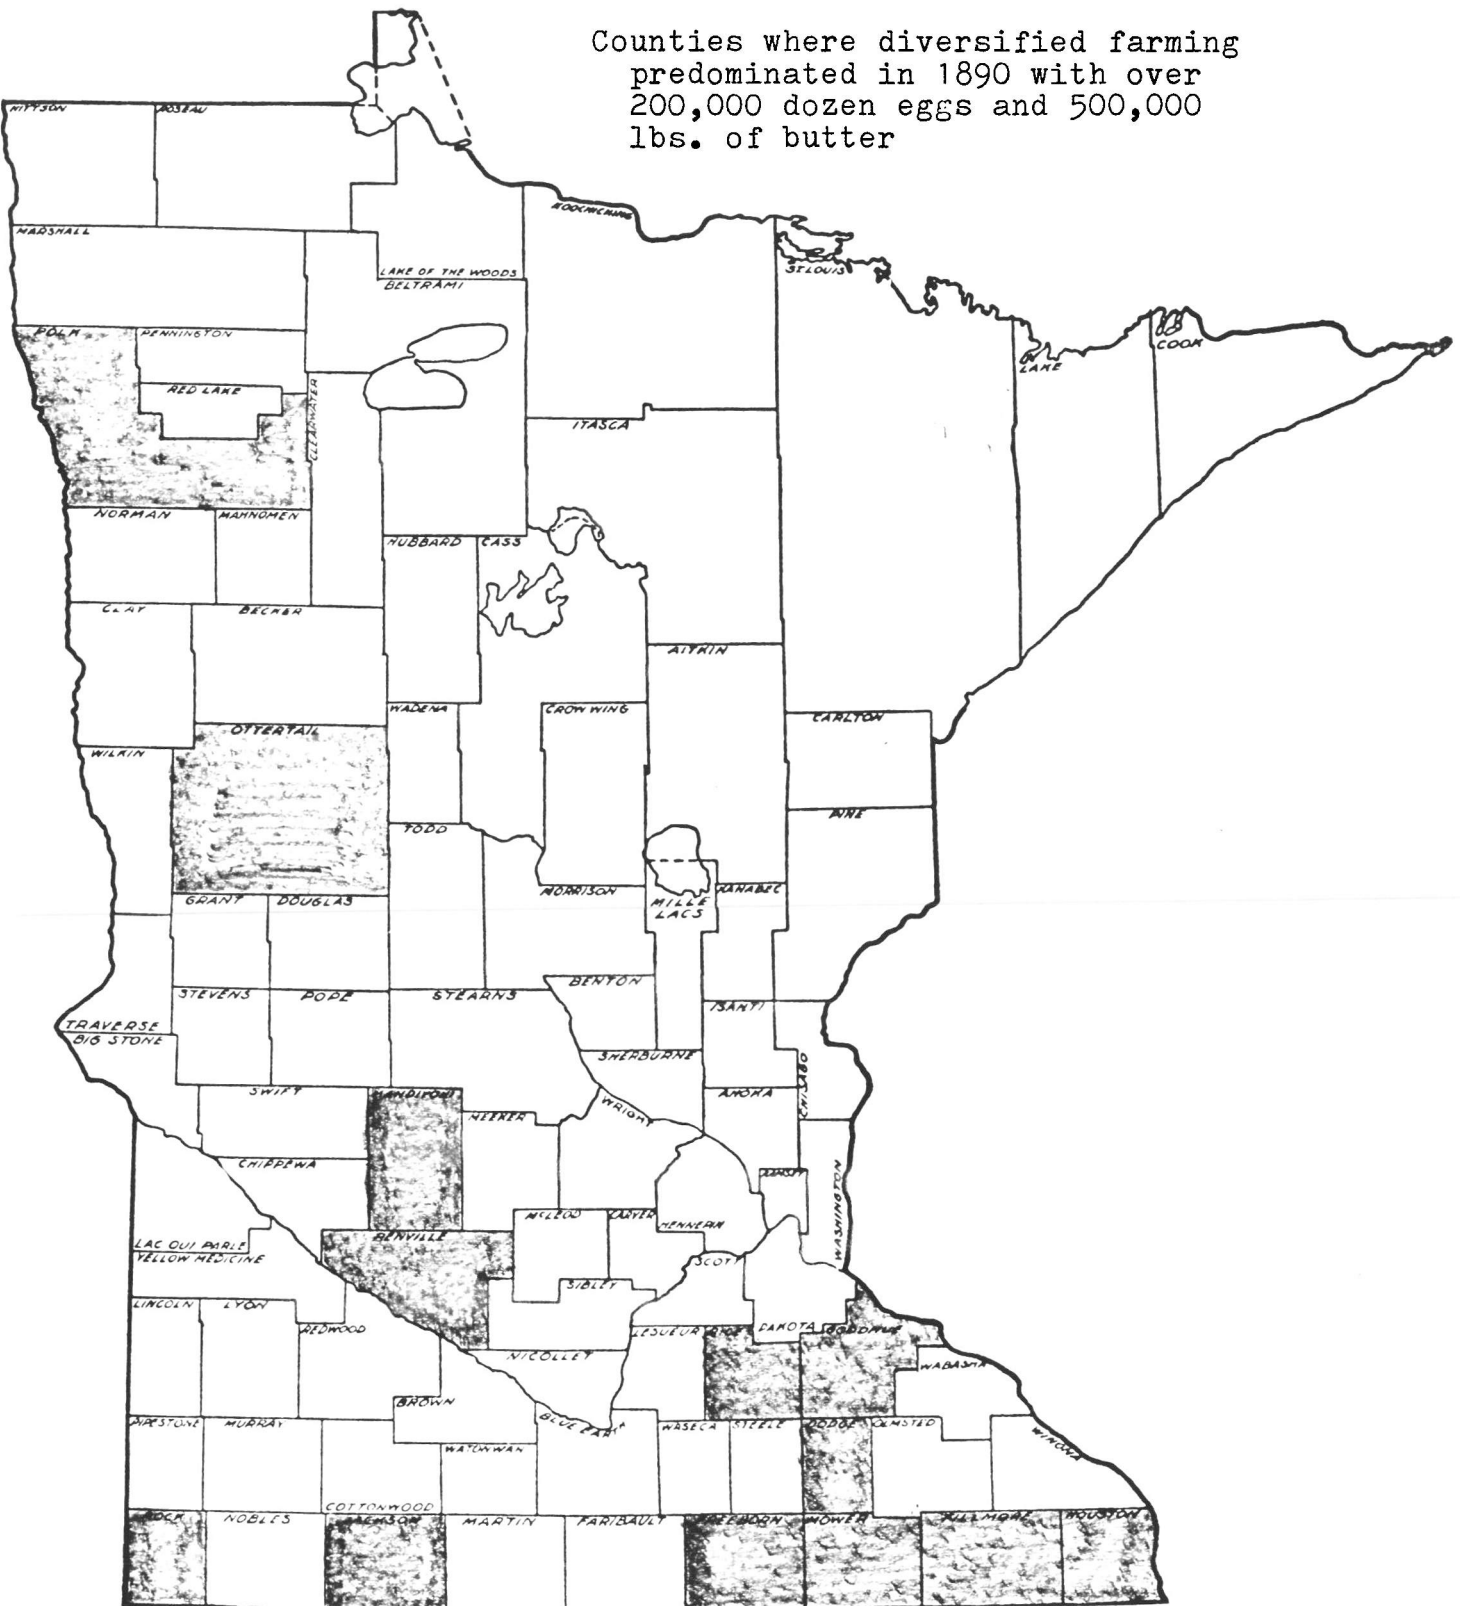 Counties where diversified farming
predominated in 1890 with over
200,000 dozen eggs and 500,000
lbs. of butter
KITTSON
ROSEAU
KOOCHICHING
MARSHALL
LAKE OF THE WOODS
BELTRAMI
ST. LOUIS
POLK
PENNINGTON
COOK
LAKE
RED LAKE
CLEARWATER
ITASCA
NORMAN
MAHNOMEN
HUBBARD
CASS
CLAY
BECKER
AITKIN
WADENA
CROW WING
CARLTON
OTTERTAIL
WILKIN
PINE
TODD
MORRISON
KANABEC
MILLE
LACS
GRANT
DOUGLAS
BENTON
STEVENS
POPE
STEARNS
ISANTI
TRAVERSE
BIG STONE
SHERBURNE
CHISAGO
SWIFT
KANDIYOHI
ANOKA
MEEKER
WRIGHT
CHIPPEWA
RAMSEY
WASHINGTON
McLEOD
CARVER
HENNEPIN
RENVILLE
LAC QUI PARLE
YELLOW MEDICINE
SCOTT
SIBLEY
LINCOLN
LYON
REDWOOD
LESUEUR
RICE
DAKOTA
GOODHUE
NICOLLET
WABASHA
BROWN
BLUE EARTH
PIPESTONE
MURRAY
WASECA
STEELE
DODGE
OLMSTED
WINONA
WATONWAN
COTTONWOOD
ROCK
NOBLES
JACKSON
MARTIN
FARIBAULT
FREEBORN
MOWER
FILLMORE
HOUSTON